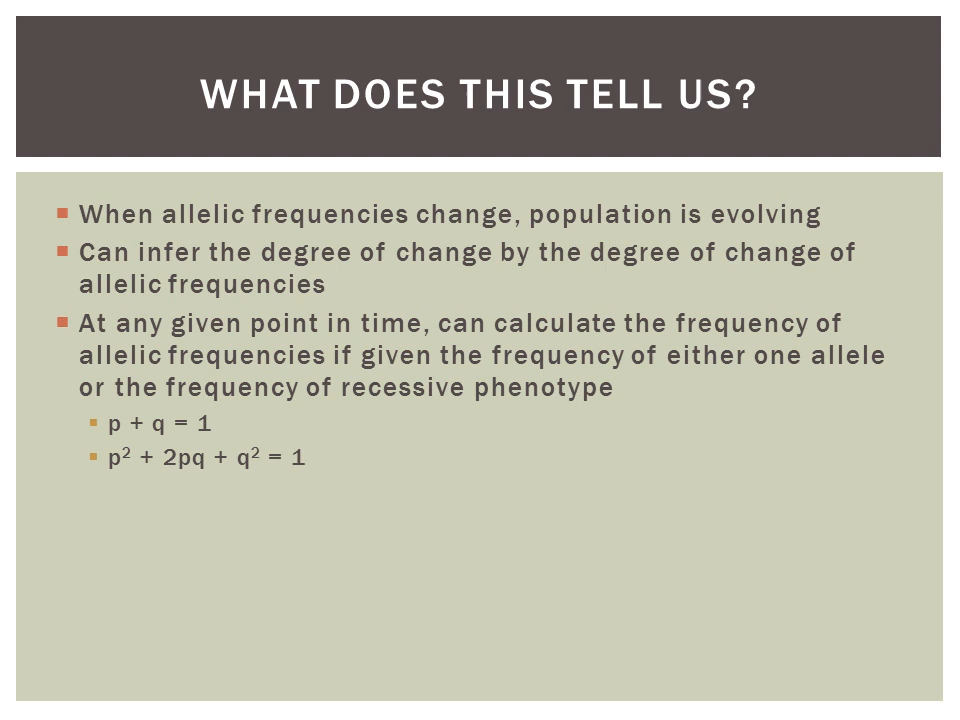 WHAT DOES THIS TELL US?
When allelic frequencies change, population is evolving
Can infer the degree of change by the degree of change of
allelic frequencies
At any given point in time, can calculate the frequency of
allelic frequencies if given the frequency of either one allele
or the frequency of recessive phenotype
p + q = 1
p² + 2pq + q² = 1